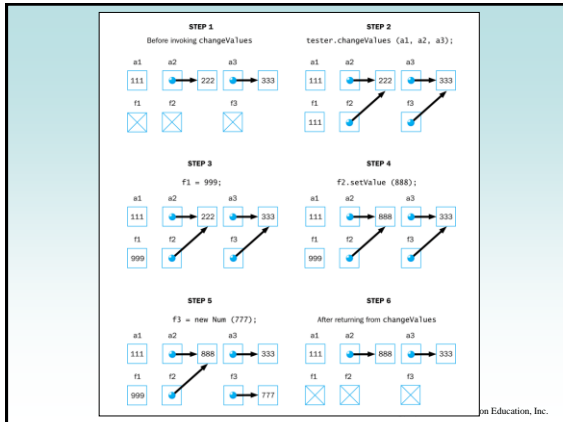 STEP 1
Before invoking changeValues
a1 a2 a3
111 222 333
f1 f2 f3
STEP 2
tester.changeValues (a1, a2, a3);
a1 a2 a3
111 222 333
f1 f2 f3
111
STEP 3
f1 = 999;
a1 a2 a3
111 222 333
f1 f2 f3
999
STEP 4
f2.setValue (888);
a1 a2 a3
111 888 333
f1 f2 f3
999
STEP 5
f3 = new Num (777);
a1 a2 a3
111 888 333
f1 f2 f3
999 777
STEP 6
After returning from changeValues
a1 a2 a3
111 888 333
f1 f2 f3
on Education, Inc.